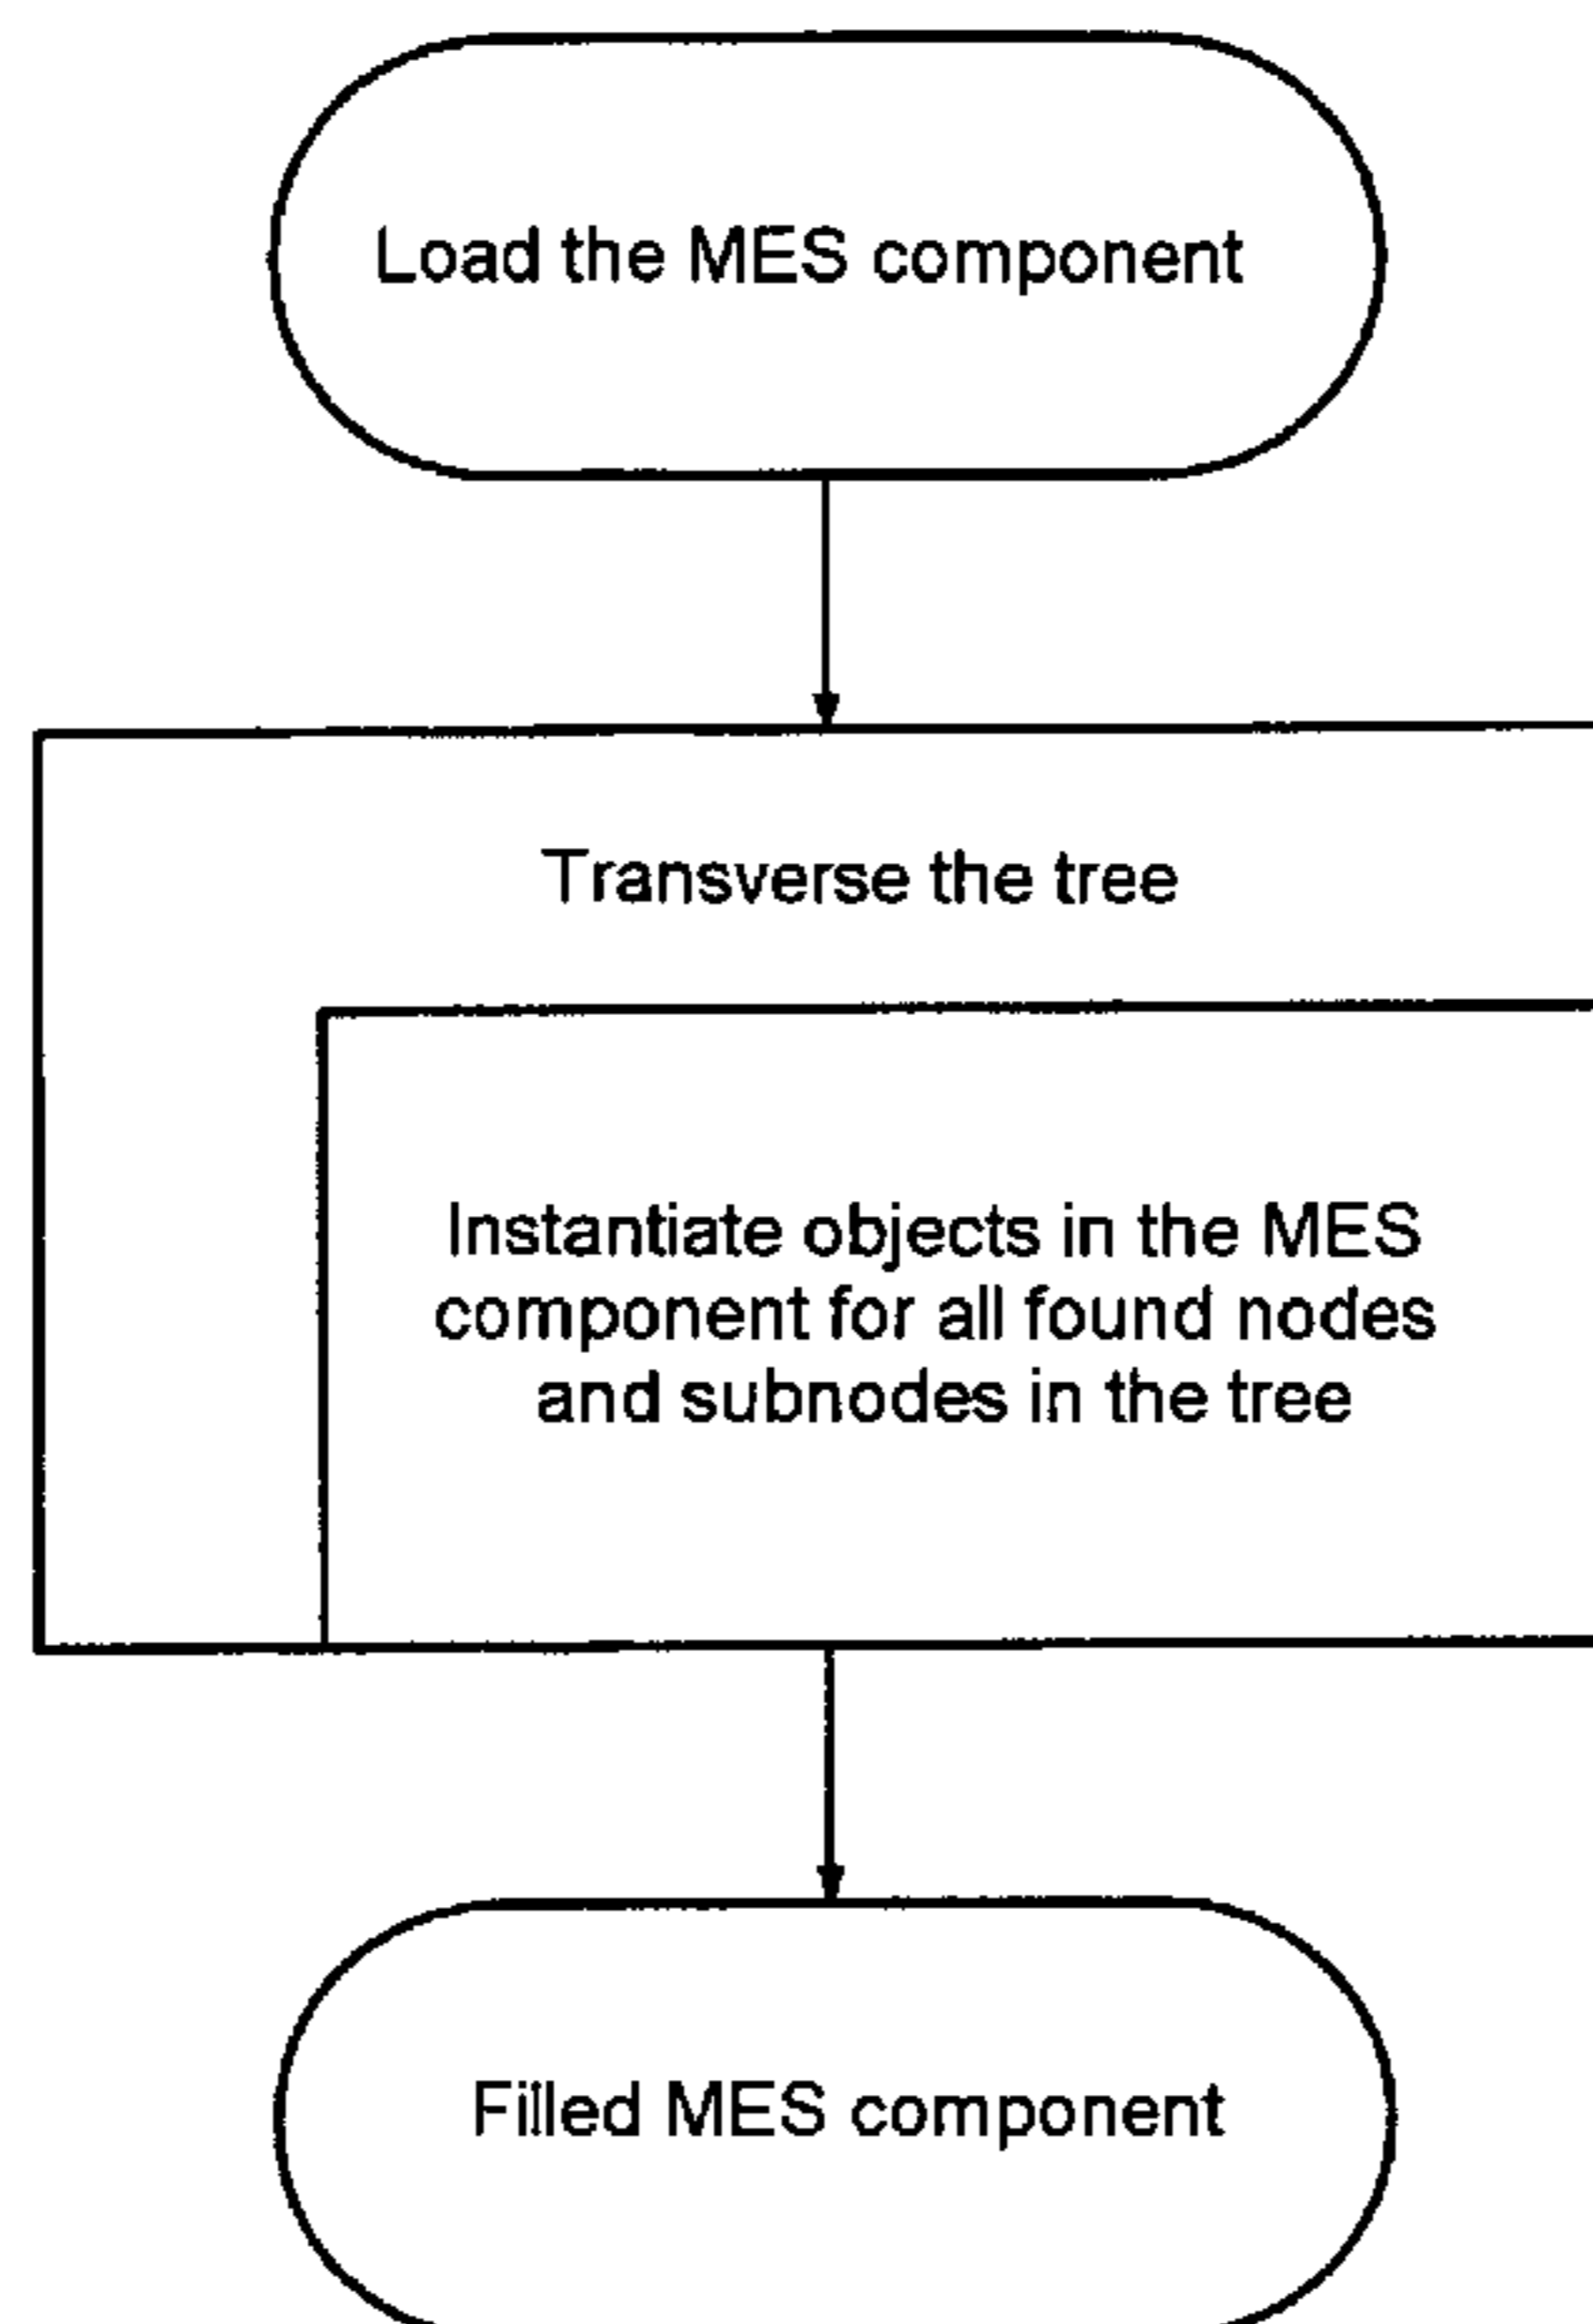 Load the MES component
Transverse the tree
Instantiate objects in the MES
component for all found nodes
and subnodes in the tree
Filled MES component